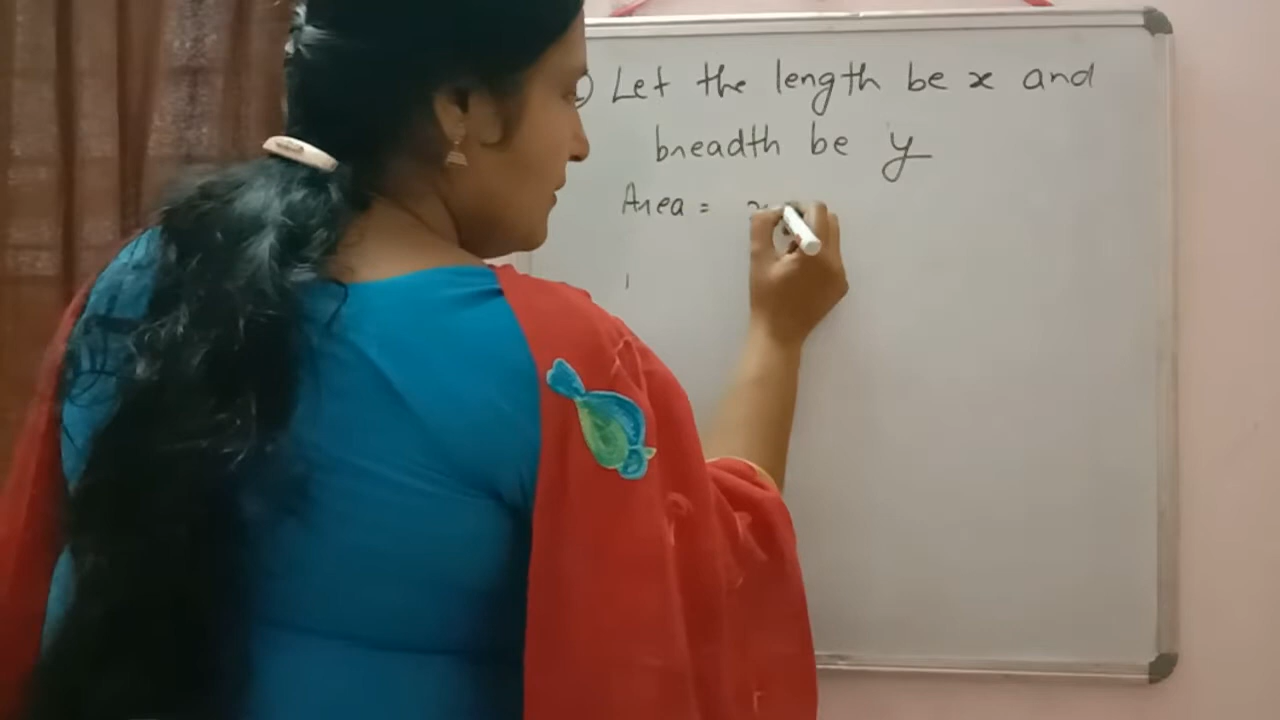 ) Let the length be x and
breadth be y
Area = x